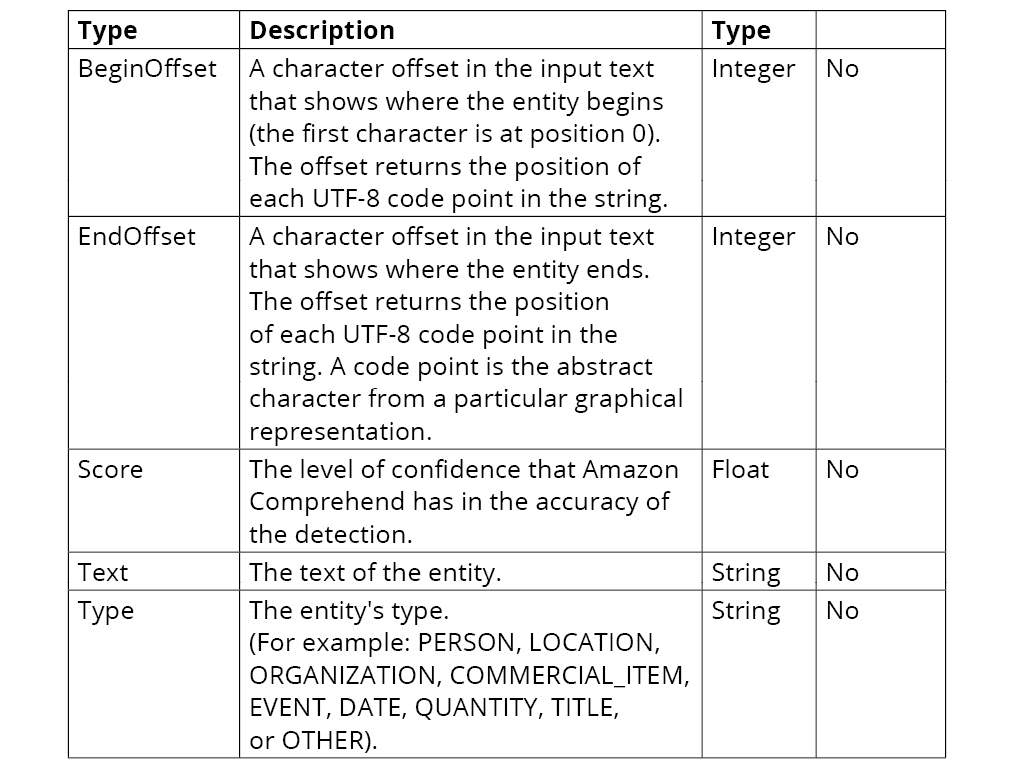 Type Description Type
BeginOffset A character offset in the input text Integer No
that shows where the entity begins
(the first character is at position 0).
The offset returns the position of
each UTF-8 code point in the string.
EndOffset A character offset in the input text Integer No
that shows where the entity ends.
The offset returns the position
of each UTF-8 code point in the
string. A code point is the abstract
character from a particular graphical
representation.
Score The level of confidence that Amazon Float No
Comprehend has in the accuracy of
the detection.
Text The text of the entity. String No
Type The entity's type. String No
(For example: PERSON, LOCATION,
ORGANIZATION, COMMERCIAL_ITEM,
EVENT, DATE, QUANTITY, TITLE,
or OTHER).